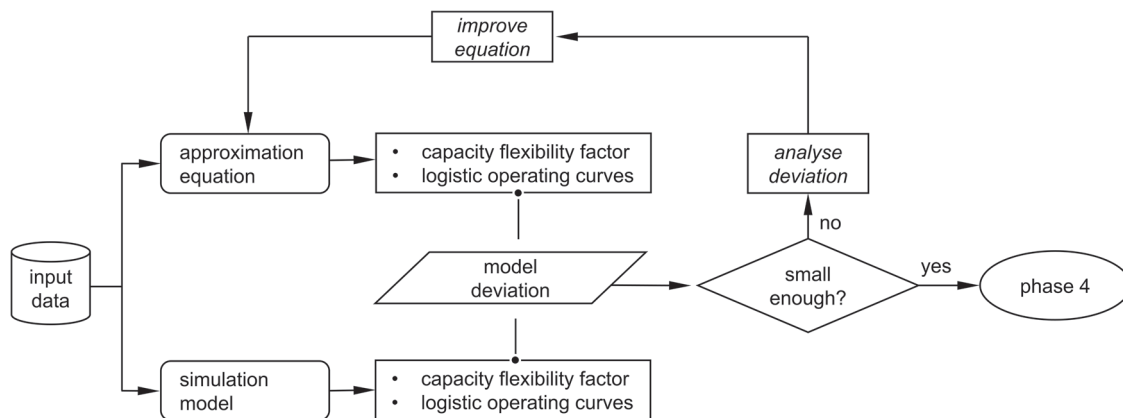 improve
equation
approximation
equation
• capacity flexibility factor
• logistic operating curves
analyse
deviation
no
input
data
model
deviation
small
enough?
yes
phase 4
simulation
model
• capacity flexibility factor
• logistic operating curves